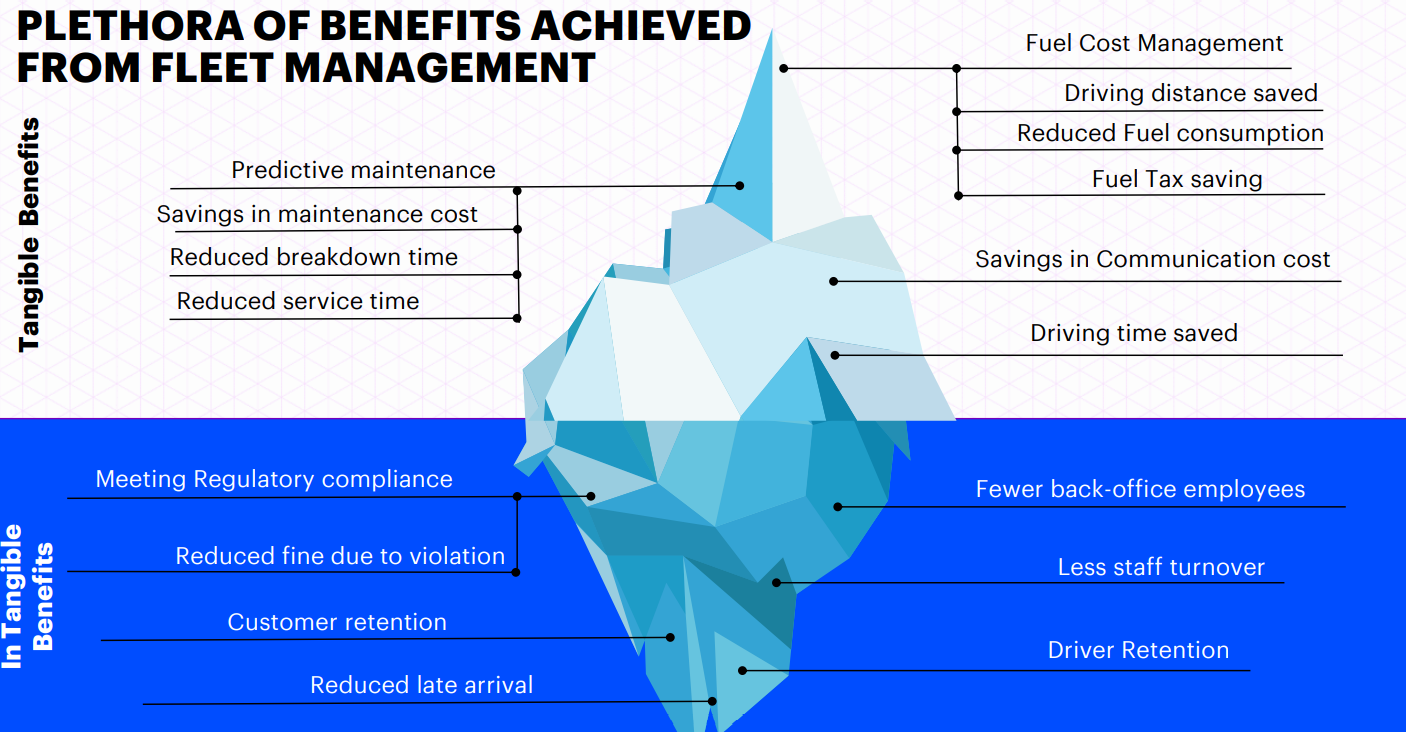 PLETHORA OF BENEFITS ACHIEVED
FROM FLEET MANAGEMENT
Tangible Benefits
Predictive maintenance
Savings in maintenance cost
Reduced breakdown time
Reduced service time
Fuel Cost Management
Driving distance saved
Reduced Fuel consumption
Fuel Tax saving
Savings in Communication cost
Driving time saved
In Tangible
Benefits
Meeting Regulatory compliance
Reduced fine due to violation
Customer retention
Reduced late arrival
Fewer back-office employees
Less staff turnover
Driver Retention